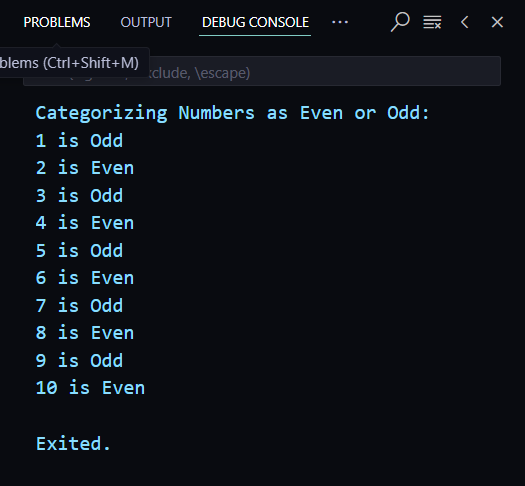 PROBLEMS OUTPUT DEBUG CONSOLE ...
blems (Ctrl+Shift+M)
clude, \escape)
Categorizing Numbers as Even or Odd:
1 is Odd
2 is Even
3 is Odd
4 is Even
5 is Odd
6 is Even
7 is Odd
8 is Even
9 is Odd
10 is Even
Exited.